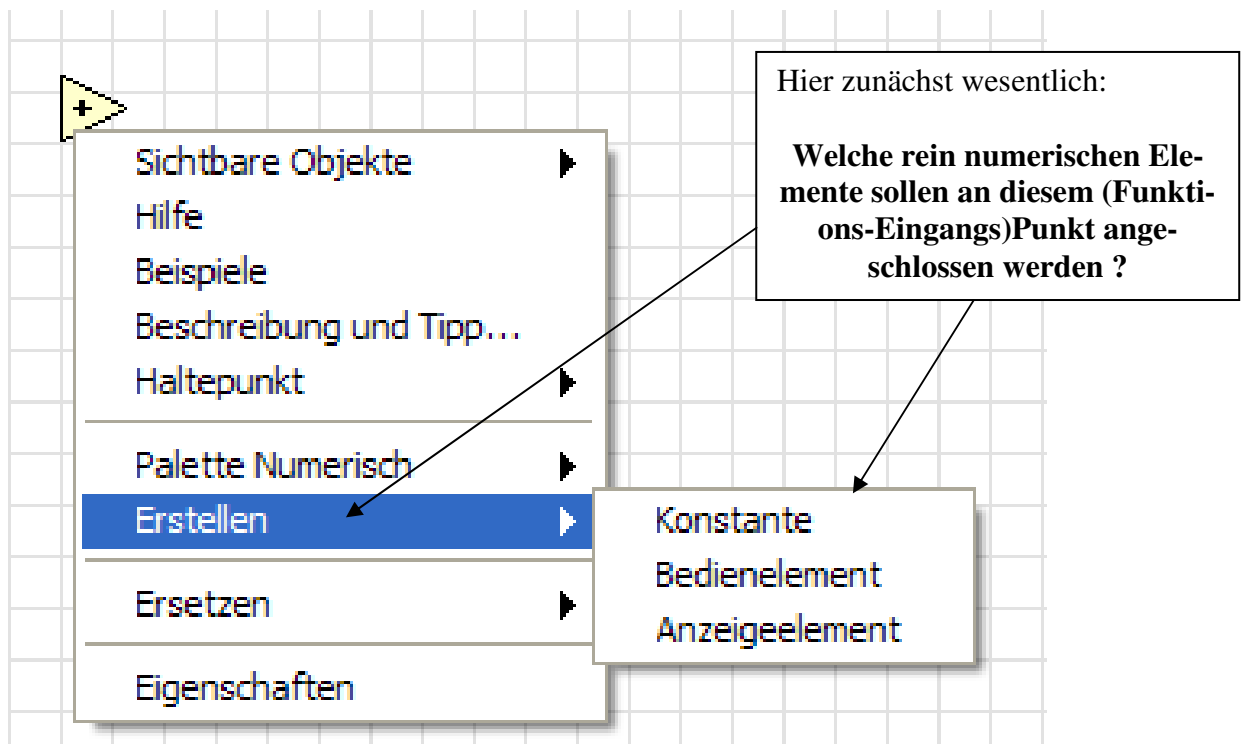 +
Sichtbare Objekte
Hilfe
Beispiele
Beschreibung und Tipp...
Haltepunkt
Palette Numerisch
Erstellen
Ersetzen
Eigenschaften
Konstante
Bedienelement
Anzeigeelement
Hier zunächst wesentlich:
Welche rein numerischen Ele-
mente sollen an diesem (Funkti-
ons-Eingangs)Punkt ange-
schlossen werden ?